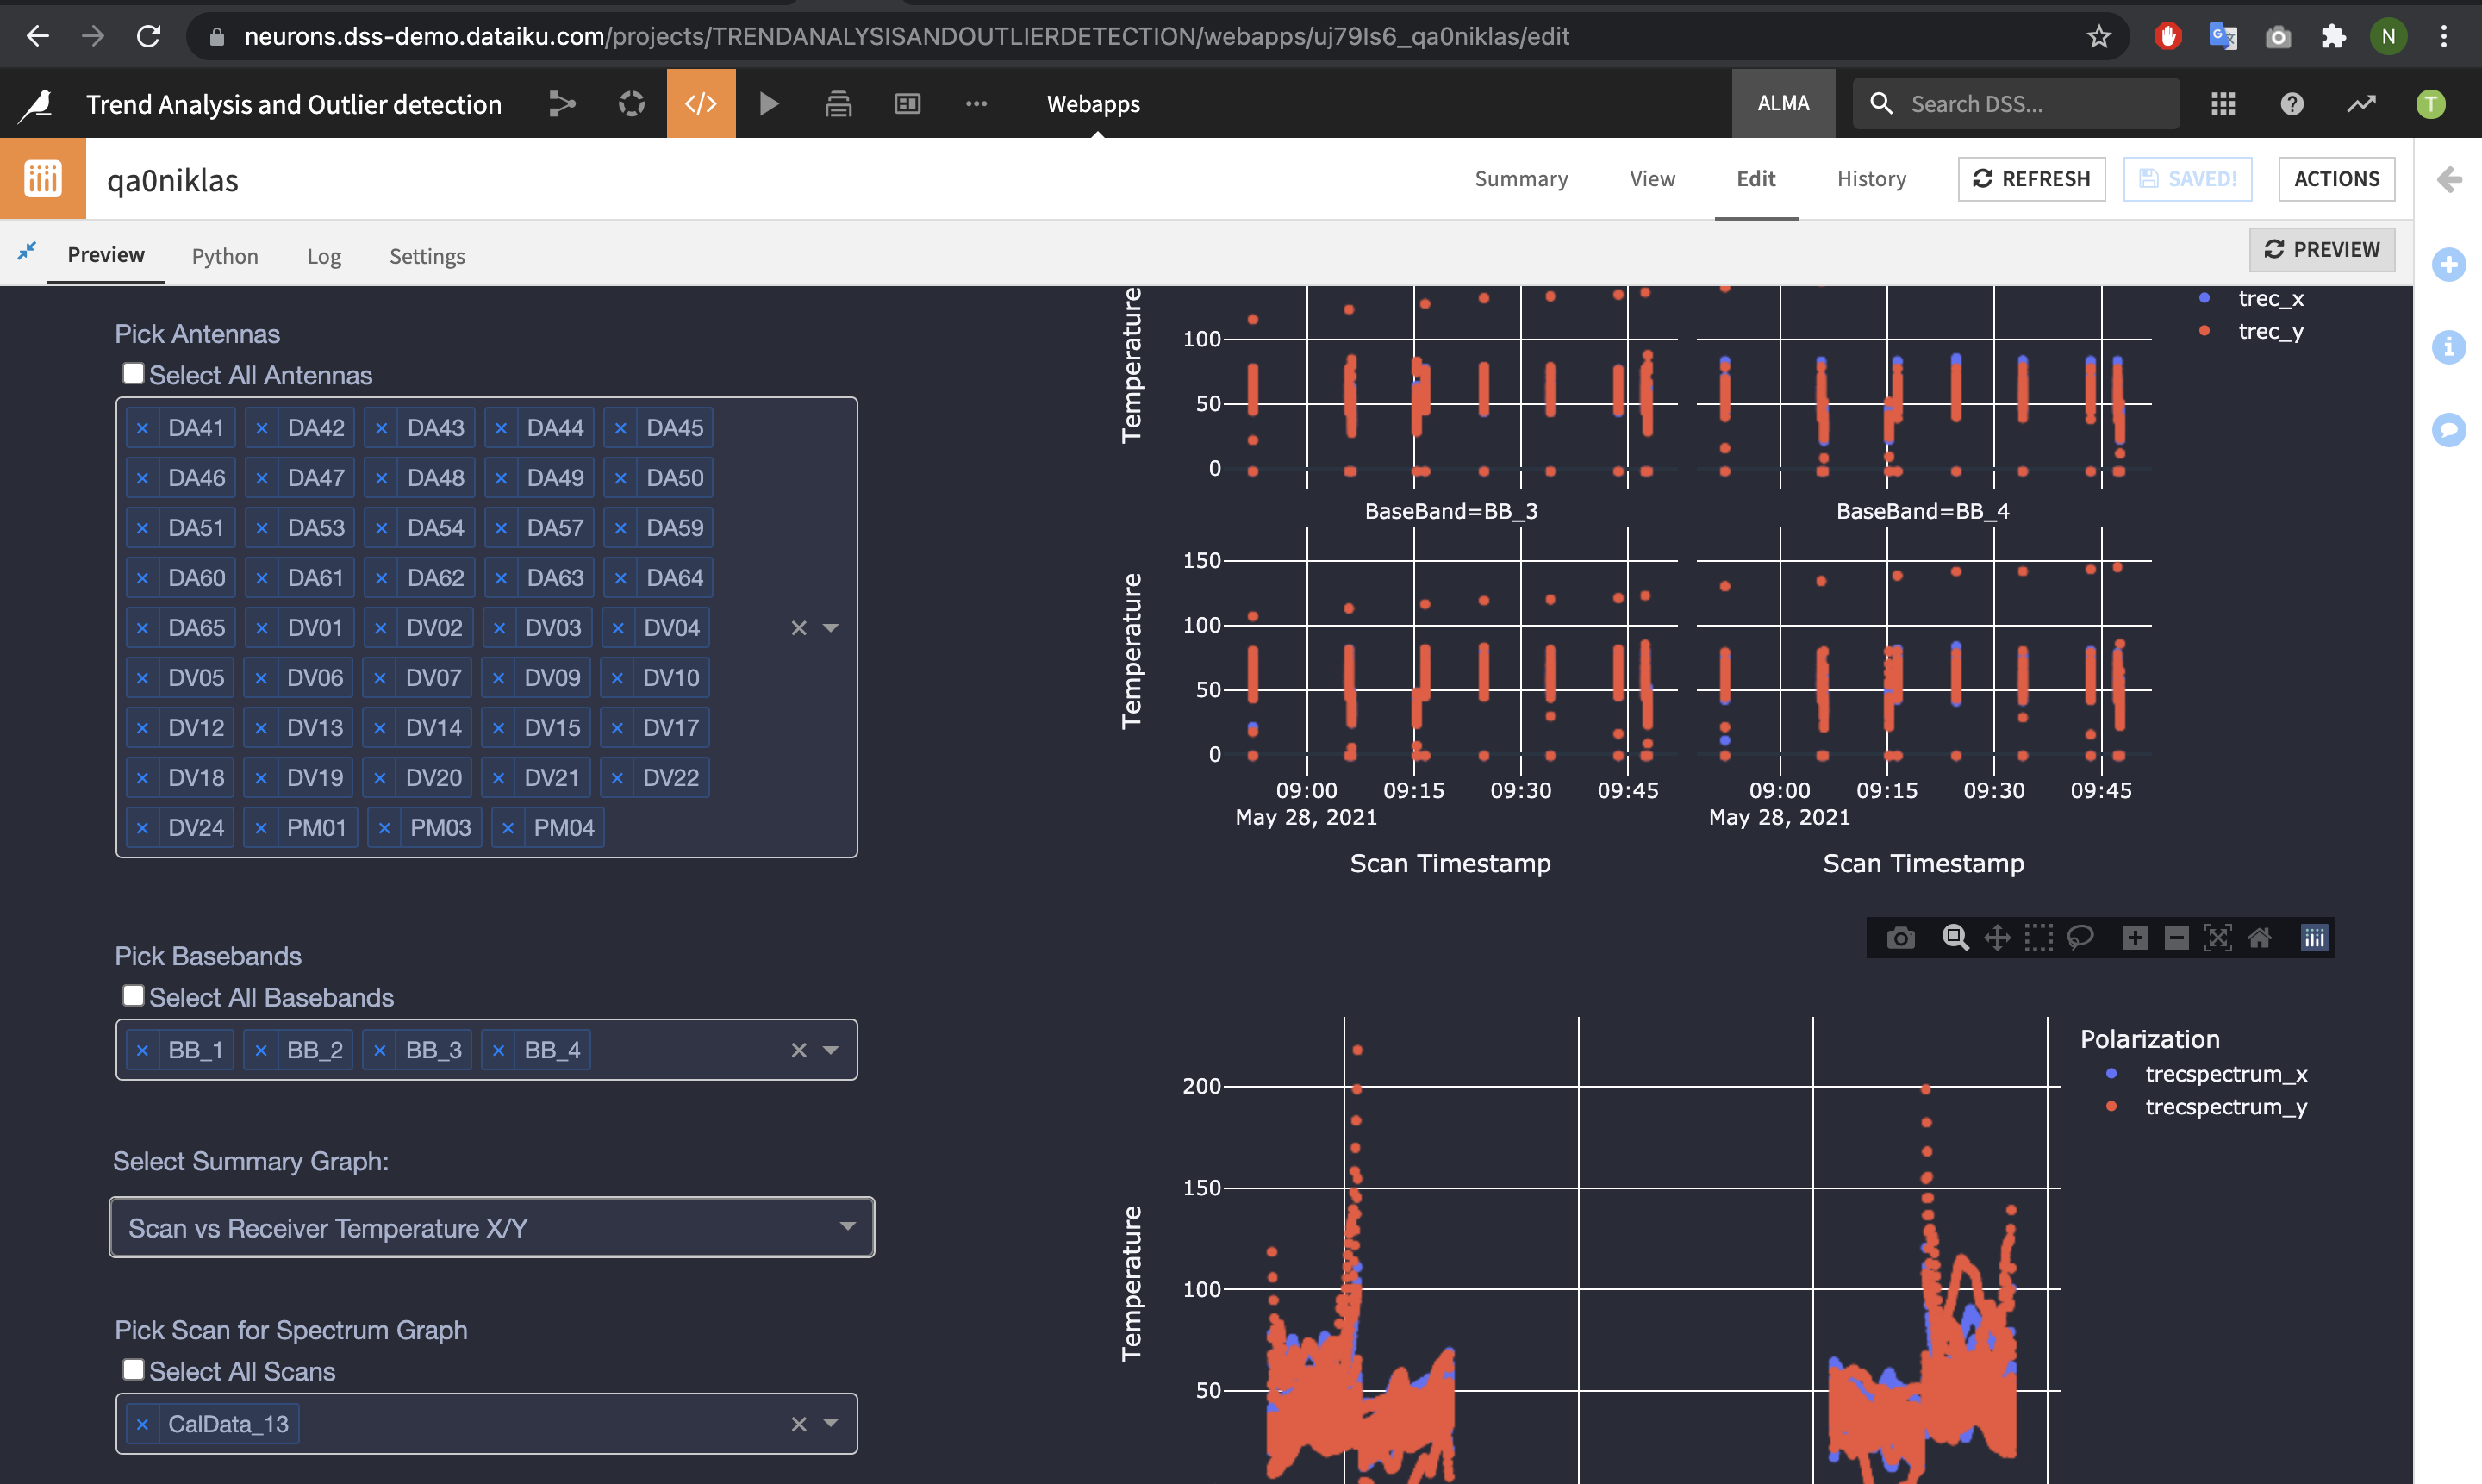 neurons.dss-demo.dataiku.com/projects/TRENDANALYSISANDOUTLIERDETECTION/webapps/uj79Is6_qa0niklas/edit
N
Trend Analysis and Outlier detection </> Webapps ALMA Search DSS... ? T
qa0niklas Summary View Edit History REFRESH SAVED! ACTIONS
Preview Python Log Settings PREVIEW
Pick Antennas
Select All Antennas
× DA41 × DA42 × DA43 × DA44 × DA45
× DA46 × DA47 × DA48 × DA49 × DA50
× DA51 × DA53 × DA54 × DA57 × DA59
× DA60 × DA61 × DA62 × DA63 × DA64
× DA65 × DV01 × DV02 × DV03 × DV04
× DV05 × DV06 × DV07 × DV09 × DV10
× DV12 × DV13 × DV14 × DV15 × DV17
× DV18 × DV19 × DV20 × DV21 × DV22
× DV24 × PM01 × PM03 × PM04
Pick Basebands
Select All Basebands
× BB_1 × BB_2 × BB_3 × BB_4
Select Summary Graph:
Scan vs Receiver Temperature X/Y
Pick Scan for Spectrum Graph
Select All Scans
× CalData_13
trec_x
trec_y
Temperature
100
50
0
BaseBand=BB_3 BaseBand=BB_4
Temperature
150
100
50
0
09:00 09:15 09:30 09:45 09:00 09:15 09:30 09:45
May 28, 2021 May 28, 2021
Scan Timestamp Scan Timestamp
Polarization
trecspectrum_x
trecspectrum_y
Temperature
200
150
100
50